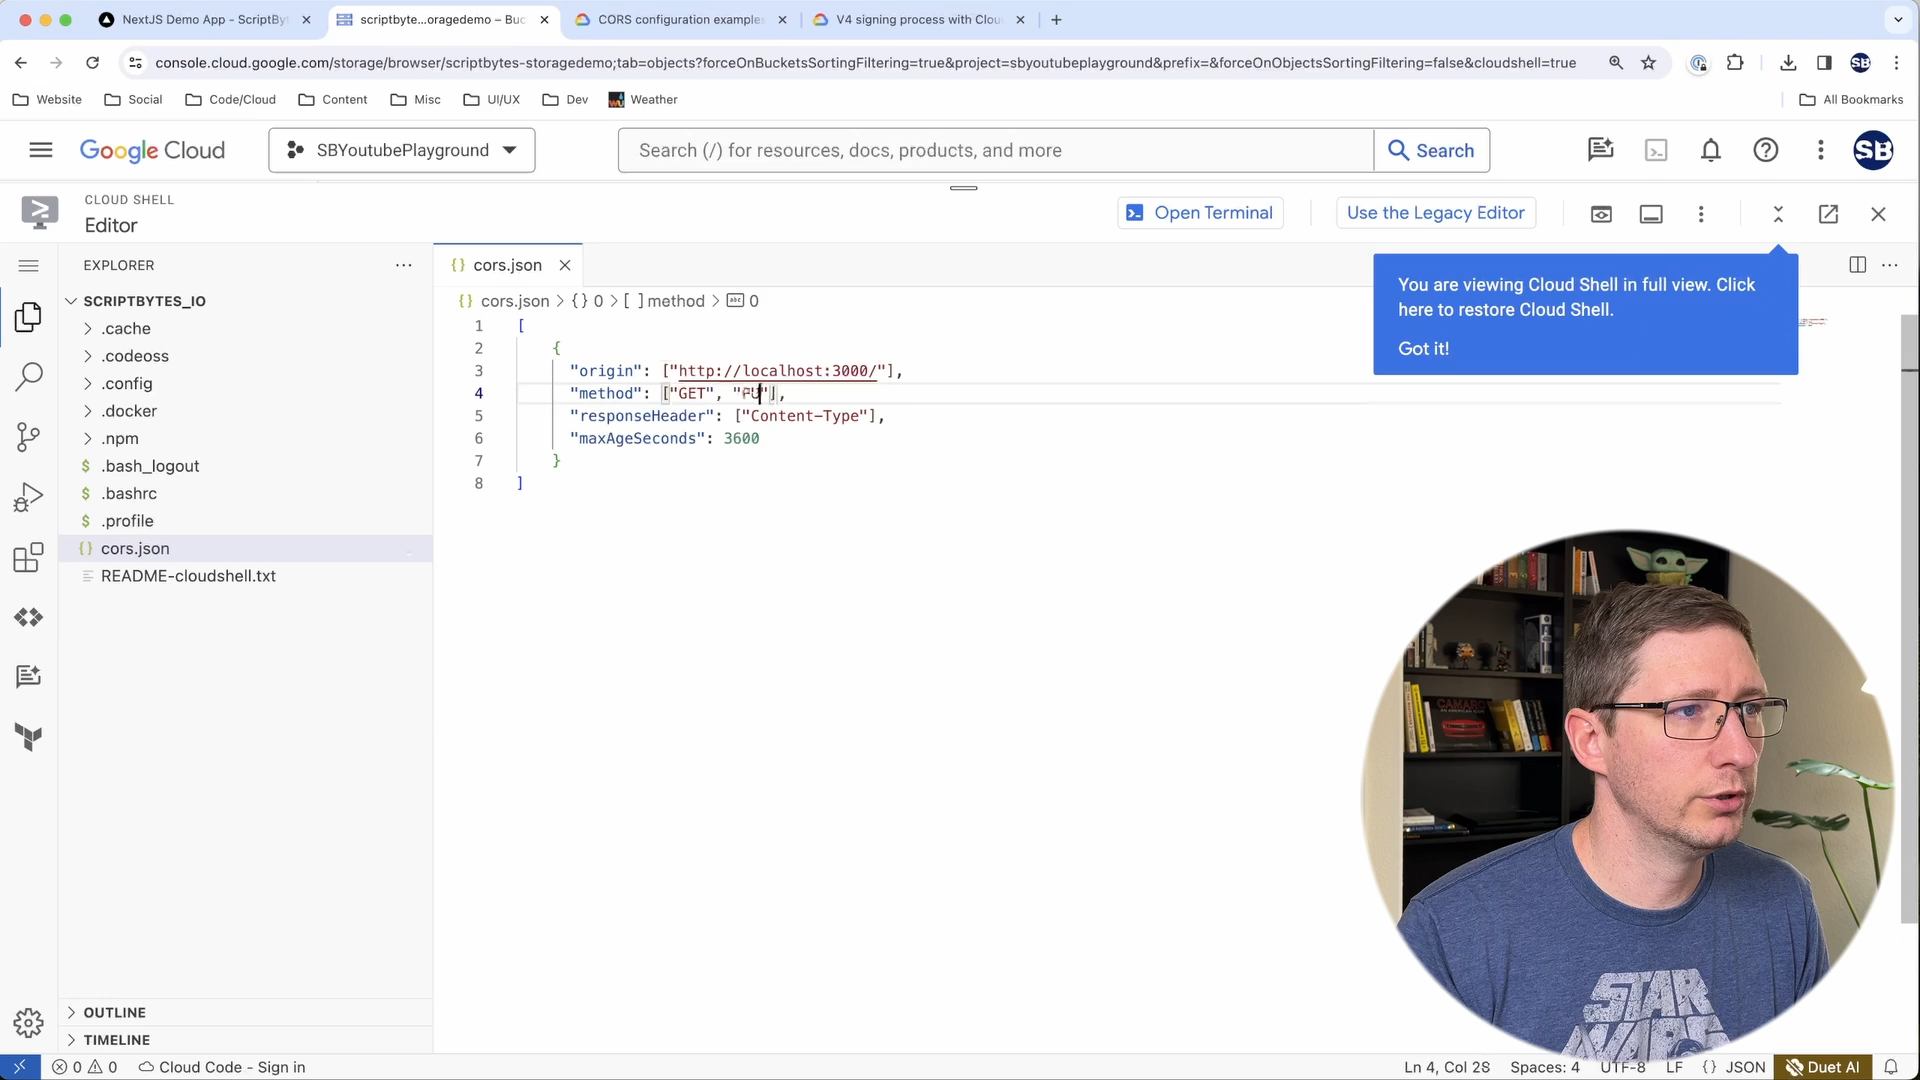 NextJS Demo App - ScriptBy
scriptbyte...oragedemo – Buc
CORS configuration examples
V4 signing process with Clou
console.cloud.google.com/storage/browser/scriptbytes-storagedemo;tab=objects?forceOnBucketsSortingFiltering=true&project=sbyoutubeplayground&prefix=&forceOnObjectsSortingFiltering=false&cloudshell=true
SB
Website
Social
Code/Cloud
Content
Misc
UI/UX
Dev
Weather
All Bookmarks
Google Cloud
SBYoutubePlayground
Search (/) for resources, docs, products, and more
Search
SB
CLOUD SHELL
Editor
Open Terminal
Use the Legacy Editor
You are viewing Cloud Shell in full view. Click
here to restore Cloud Shell.
Got it!
EXPLORER
SCRIPTBYTES_IO
.cache
.codeoss
.config
.docker
.npm
$ .bash_logout
$ .bashrc
$ .profile
{} cors.json
README-cloudshell.txt
OUTLINE
TIMELINE
{} cors.json
{} cors.json > {} 0 > [ ] method > abc 0
1 [
2 {
3 "origin": ["http://localhost:3000/"],
4 "method": ["GET", "PU"],
5 "responseHeader": ["Content-Type"],
6 "maxAgeSeconds": 3600
7 }
8 ]
CAMARO
STAR
WARS
0 0
Cloud Code - Sign in
Ln 4, Col 28
Spaces: 4
UTF-8
LF
{} JSON
Duet AI